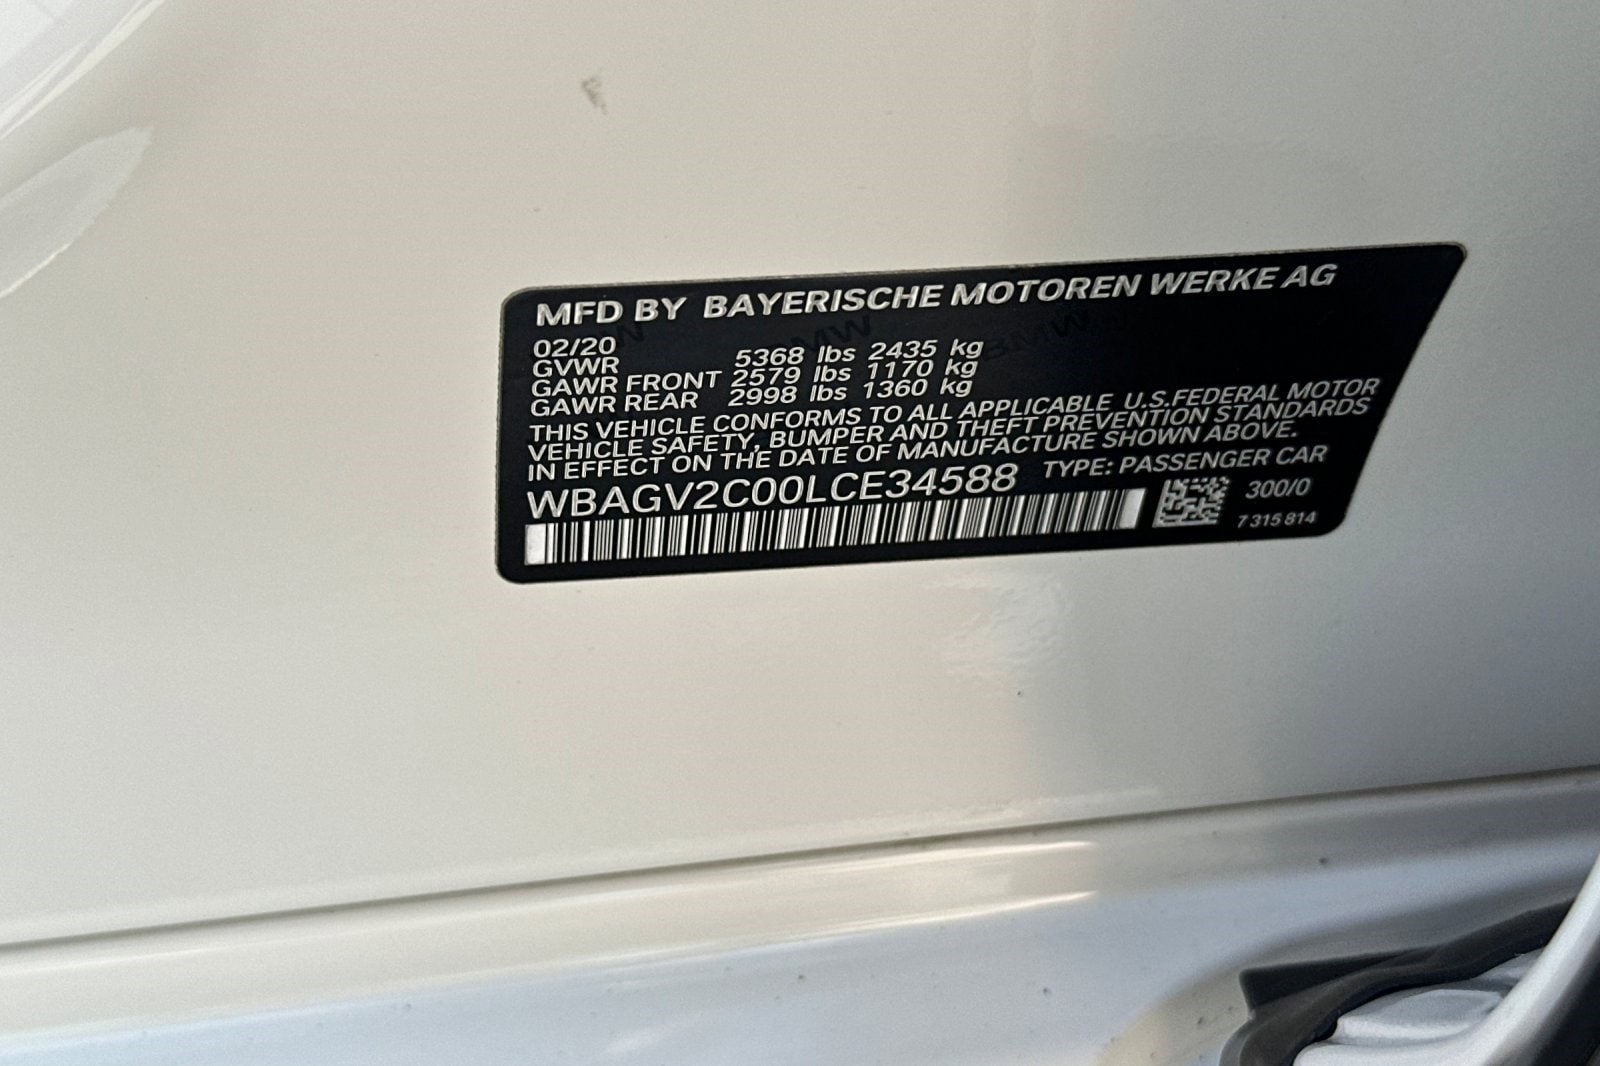 MFD BY BAYERISCHE MOTOREN WERKE AG
02/20
GVWR 5368 lbs 2435 kg
GAWR FRONT 2579 lbs 1170 kg
GAWR REAR 2998 lbs 1360 kg
THIS VEHICLE CONFORMS TO ALL APPLICABLE U.S.FEDERAL MOTOR
VEHICLE SAFETY, BUMPER AND THEFT PREVENTION STANDARDS
IN EFFECT ON THE DATE OF MANUFACTURE SHOWN ABOVE.
WBAGV2C00LCE34588 TYPE: PASSENGER CAR
300/0
7 315 814